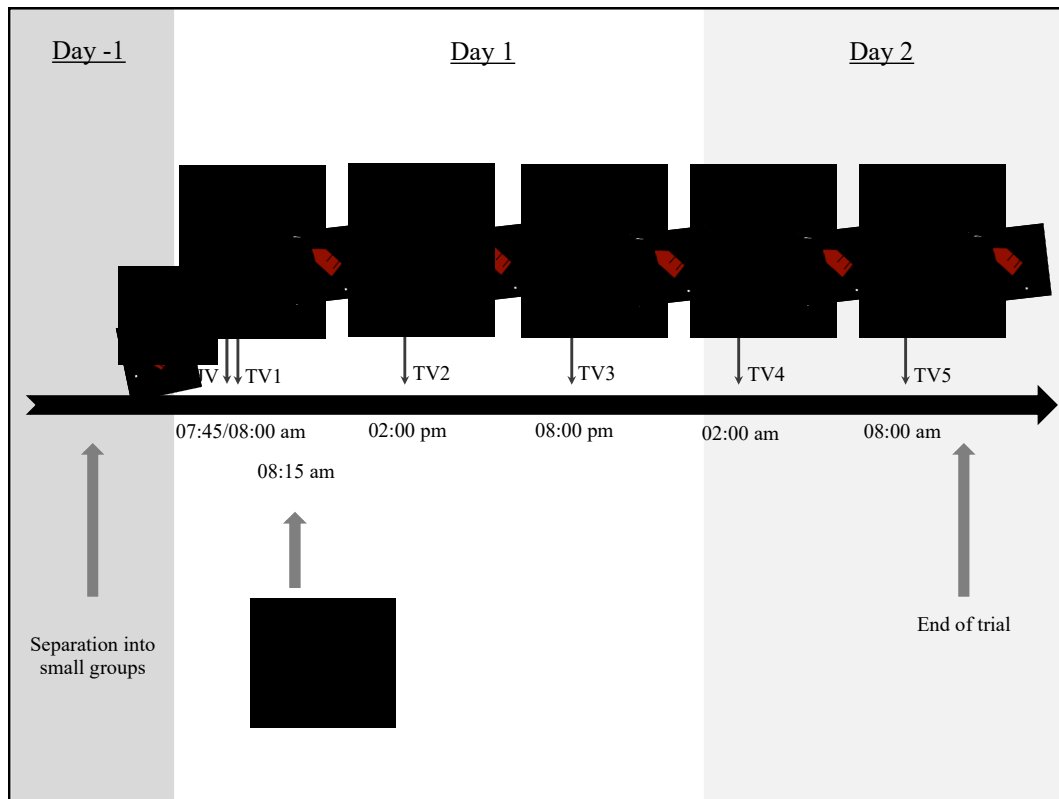 Day -1
Day 1
Day 2
TV1
TV2
TV3
TV4
TV5
07:45/08:00 am
02:00 pm
08:00 pm
02:00 am
08:00 am
08:15 am
Separation into
small groups
End of trial